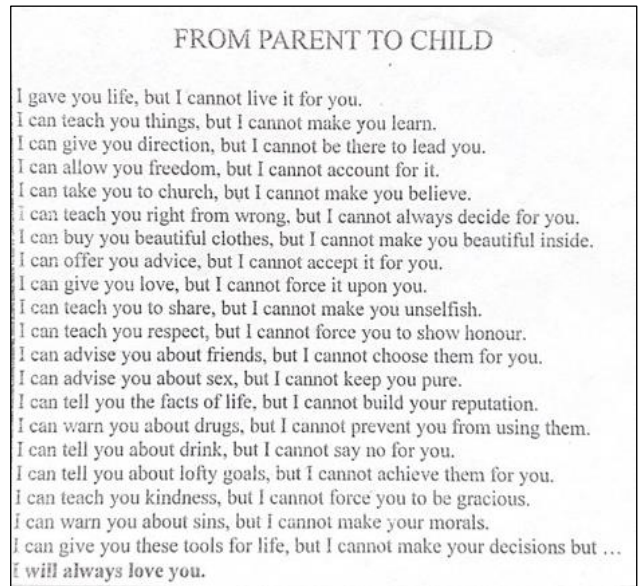 FROM PARENT TO CHILD
I gave you life, but I cannot live it for you.
I can teach you things, but I cannot make you learn.
I can give you direction, but I cannot be there to lead you.
I can allow you freedom, but I cannot account for it.
I can take you to church, but I cannot make you believe.
I can teach you right from wrong, but I cannot always decide for you.
I can buy you beautiful clothes, but I cannot make you beautiful inside.
I can offer you advice, but I cannot accept it for you.
I can give you love, but I cannot force it upon you.
I can teach you to share, but I cannot make you unselfish.
I can teach you respect, but I cannot force you to show honour.
I can advise you about friends, but I cannot choose them for you.
I can advise you about sex, but I cannot keep you pure.
I can tell you the facts of life, but I cannot build your reputation.
I can warn you about drugs, but I cannot prevent you from using them.
I can tell you about drink, but I cannot say no for you.
I can tell you about lofty goals, but I cannot achieve them for you.
I can teach you kindness, but I cannot force you to be gracious.
I can warn you about sins, but I cannot make your morals.
I can give you these tools for life, but I cannot make your decisions but ...
I will always love you.